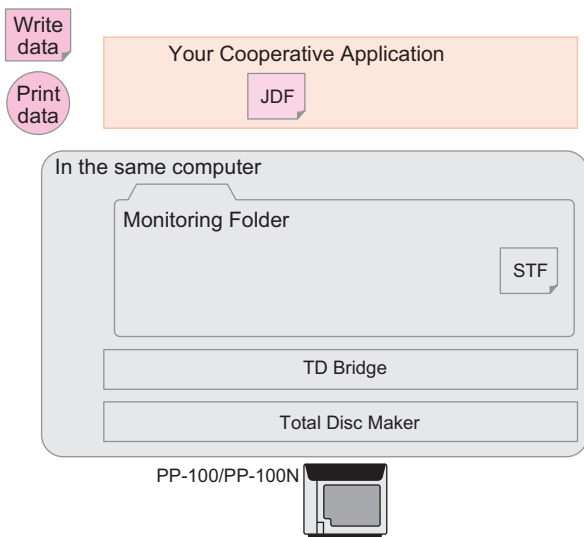 Write
data
Print
data
Your Cooperative Application
JDF
In the same computer
Monitoring Folder
STF
TD Bridge
Total Disc Maker
PP-100/PP-100N